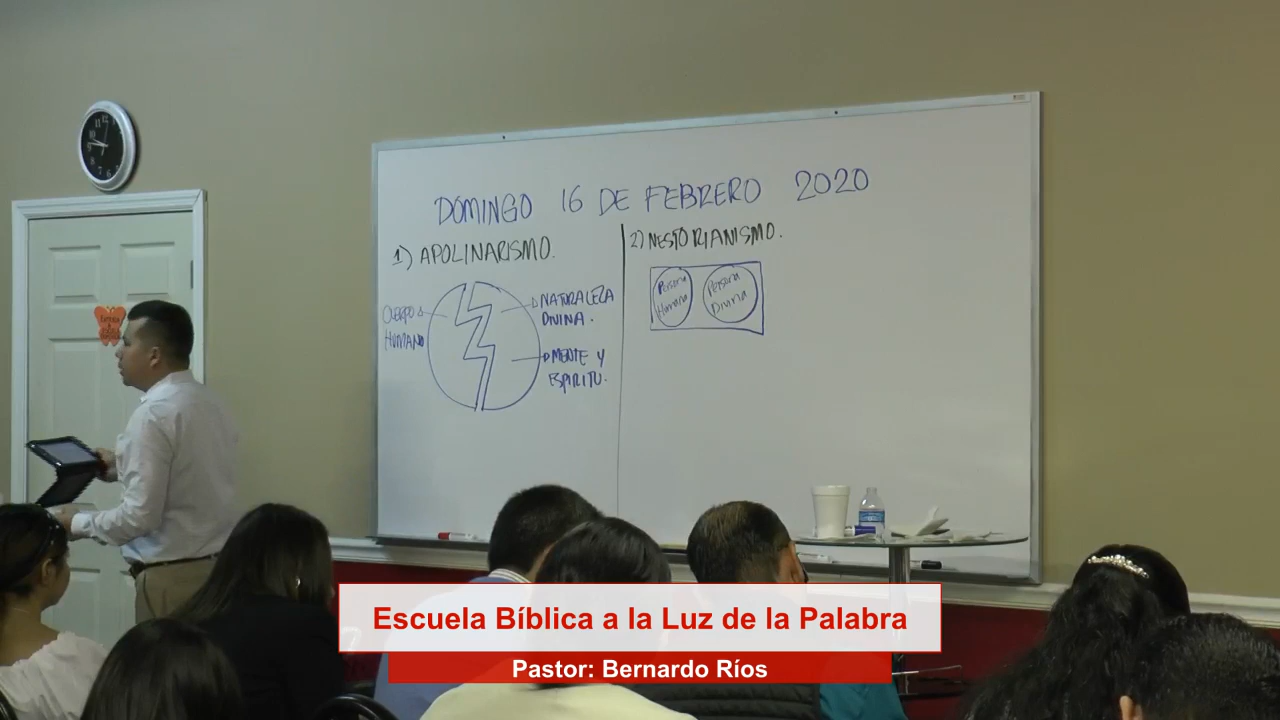 DOMINGO 16 DE FEBRERO 2020
1) APOLINARISMO.
2) NESTORIANISMO.
CUERPO
HUMANO
NATURALEZA
DIVINA.
MENTE Y
ESPIRITU.
Persona
Humana
Persona
Divina
Escuela Bíblica a la Luz de la Palabra
Pastor: Bernardo Ríos